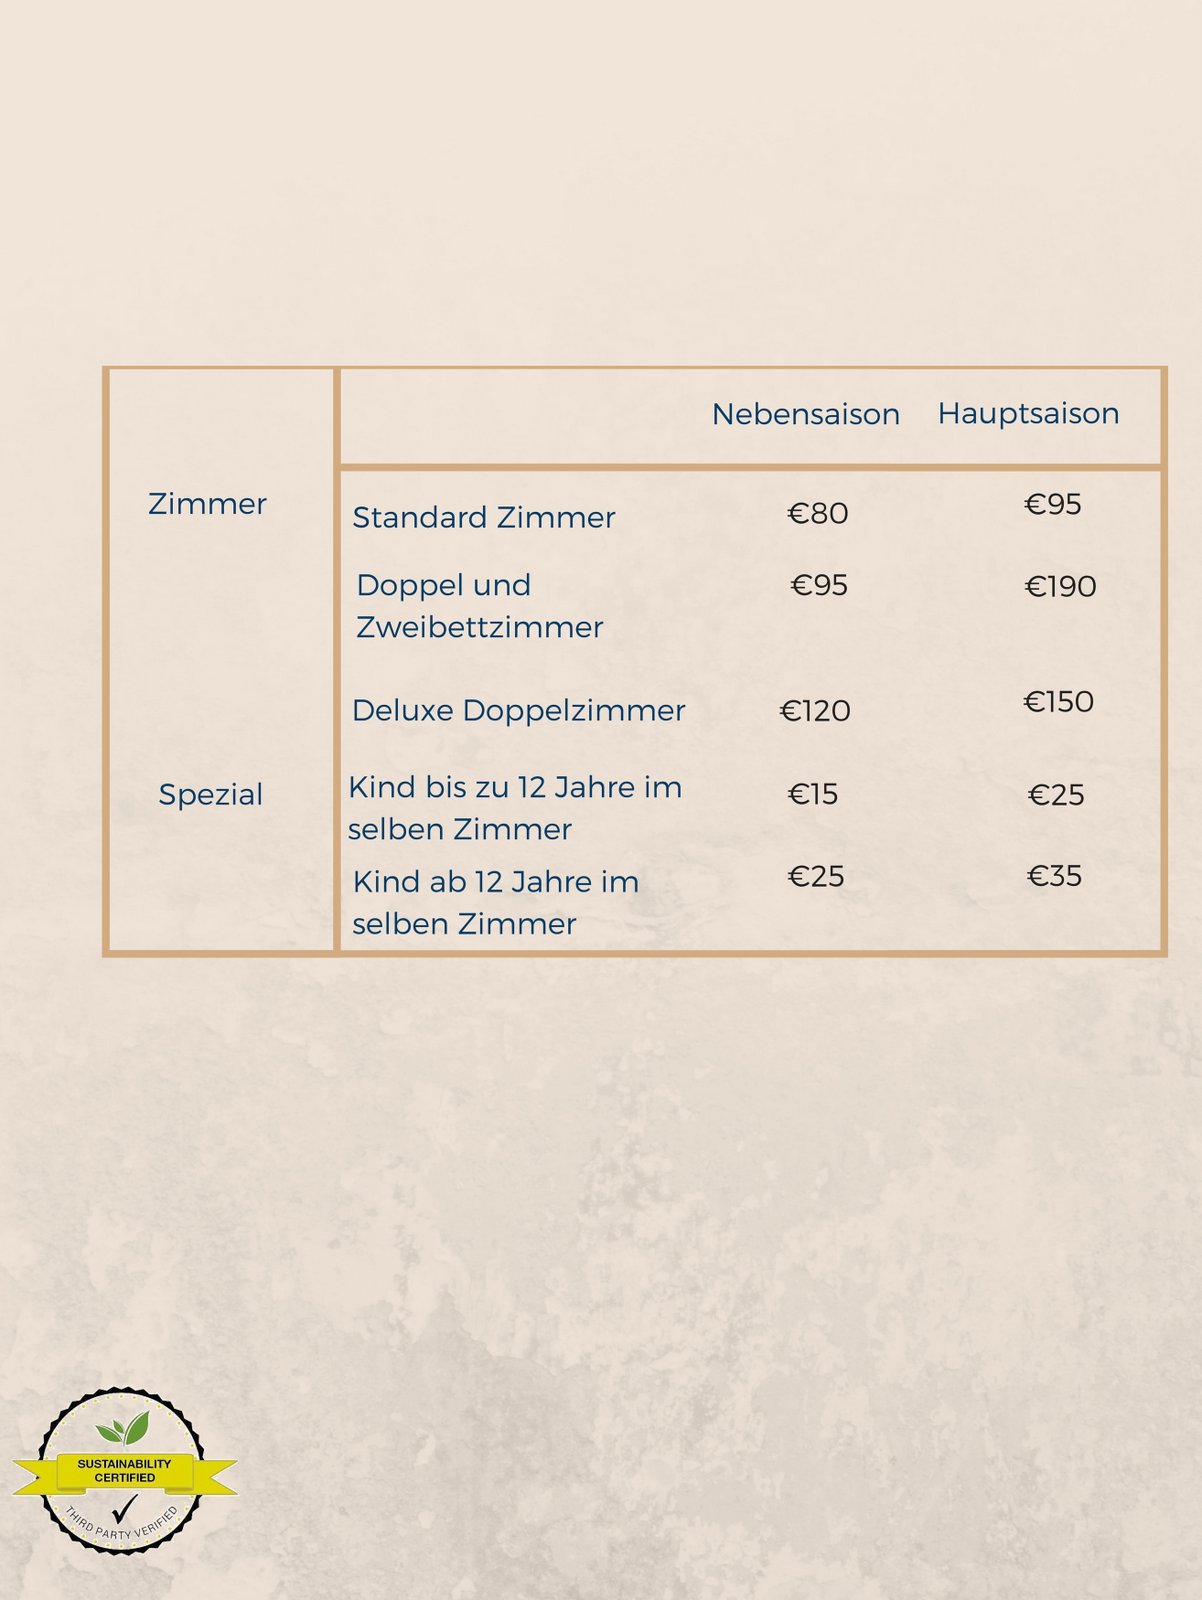 Nebensaison Hauptsaison
Zimmer
Standard Zimmer €80 €95
Doppel und
Zweibettzimmer €95 €190
Deluxe Doppelzimmer €120 €150
Spezial
Kind bis zu 12 Jahre im
selben Zimmer €15 €25
Kind ab 12 Jahre im
selben Zimmer €25 €35
SUSTAINABILITY
CERTIFIED
THIRD PARTY VERIFIED